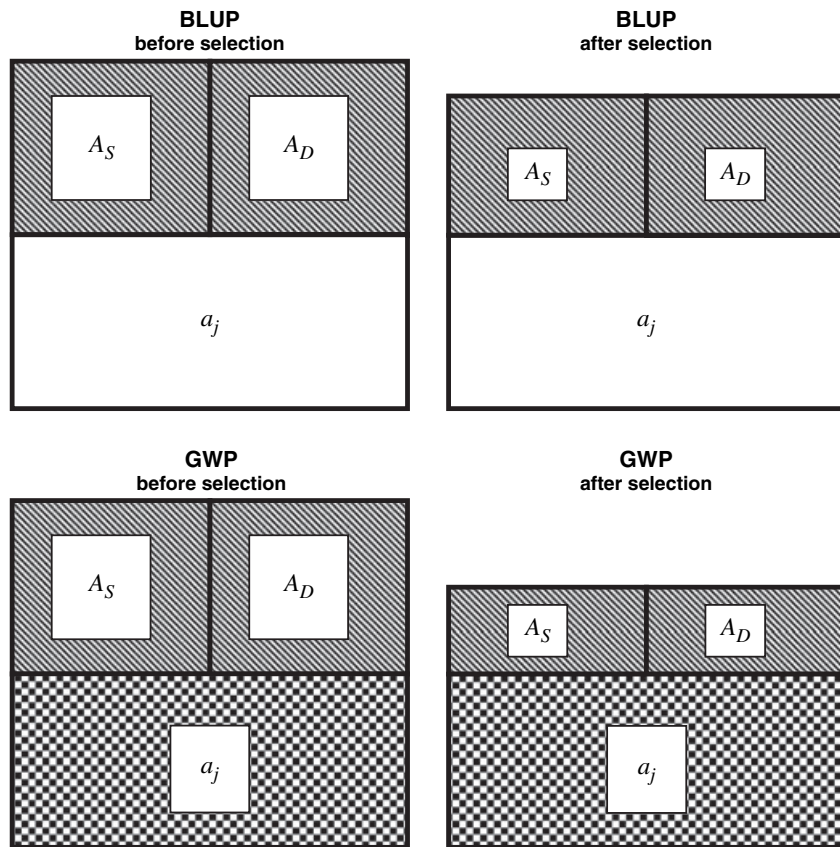 BLUP
before selection
BLUP
after selection
A_S
A_D
A_S
A_D
a_j
a_j
GWP
before selection
GWP
after selection
A_S
A_D
A_S
A_D
a_j
a_j